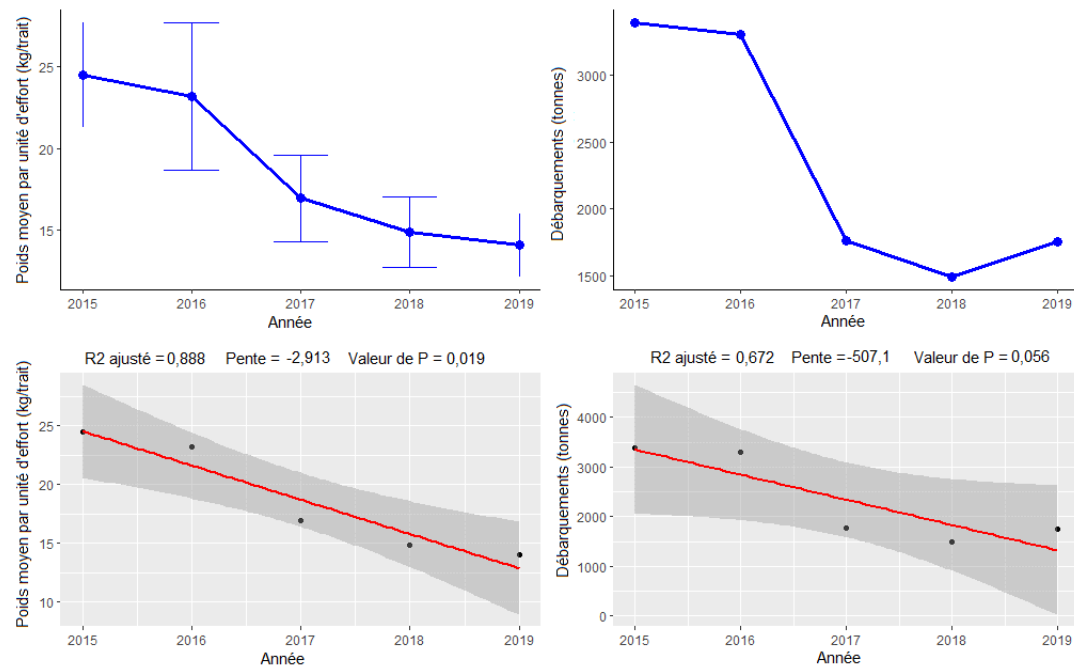 Poids moyen par unité d'effort (kg/trait)
25
20
15
2015 2016 2017 2018 2019
Année
Débarquements (tonnes)
3000
2500
2000
1500
2015 2016 2017 2018 2019
Année
R2 ajusté = 0,888 Pente = -2,913 Valeur de P = 0,019
Poids moyen par unité d'effort (kg/trait)
25
20
15
10
2015 2016 2017 2018 2019
Année
R2 ajusté = 0,672 Pente = -507,1 Valeur de P = 0,056
Débarquements (tonnes)
4000
3000
2000
1000
0
2015 2016 2017 2018 2019
Année